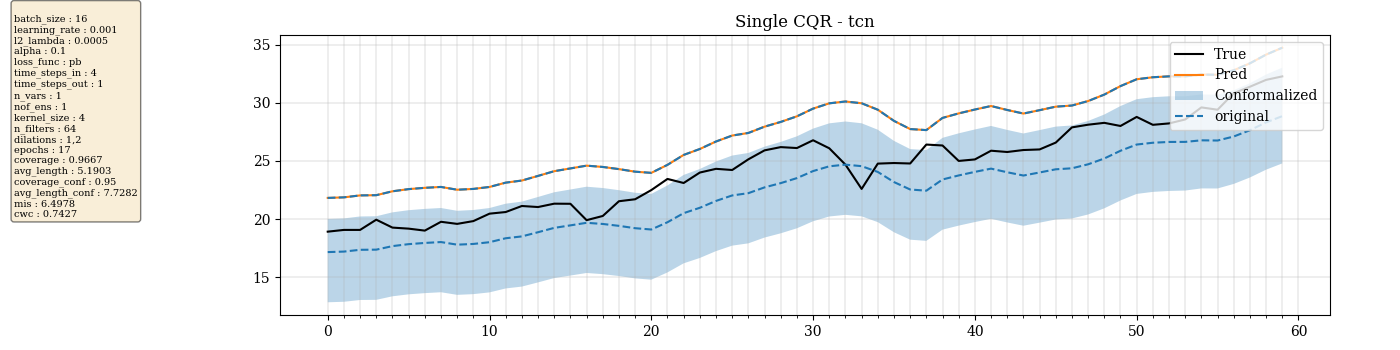 batch_size : 16
learning_rate : 0.001
l2_lambda : 0.0005
alpha : 0.1
loss_func : pb
time_steps_in : 4
time_steps_out : 1
n_vars : 1
nof_ens : 1
kernel_size : 4
n_filters : 64
dilations : 1,2
epochs : 17
coverage : 0.9667
avg_length : 5.1903
coverage_conf : 0.95
avg_length_conf : 7.7282
mis : 6.4978
cwc : 0.7427
Single CQR - tcn
35
30
25
20
15
0 10 20 30 40 50 60
True
Pred
Conformalized
original